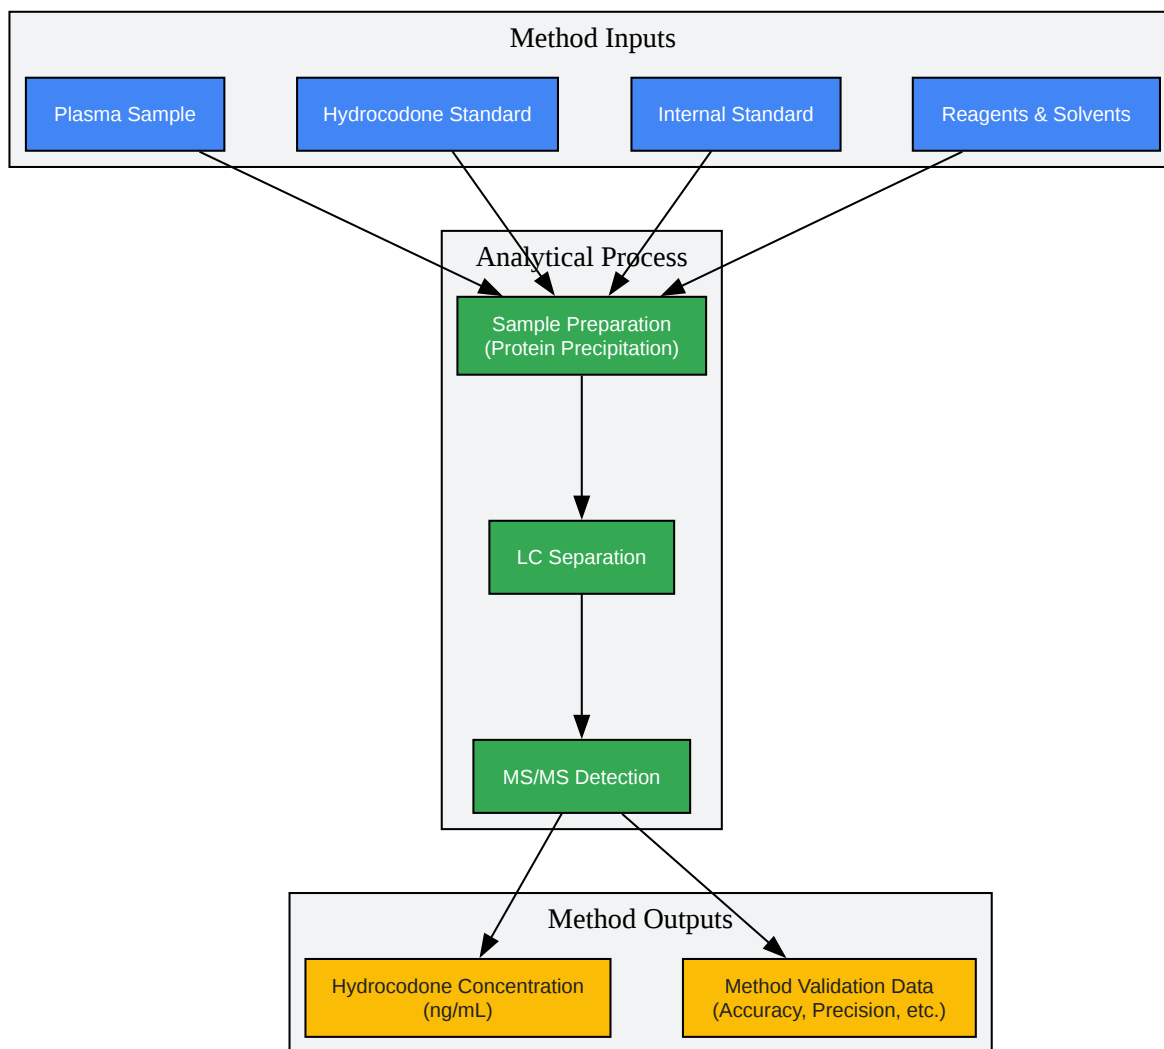 Method Inputs
Plasma Sample
Hydrocodone Standard
Internal Standard
Reagents & Solvents
Analytical Process
Sample Preparation
(Protein Precipitation)
LC Separation
MS/MS Detection
Method Outputs
Hydrocodone Concentration
(ng/mL)
Method Validation Data
(Accuracy, Precision, etc.)